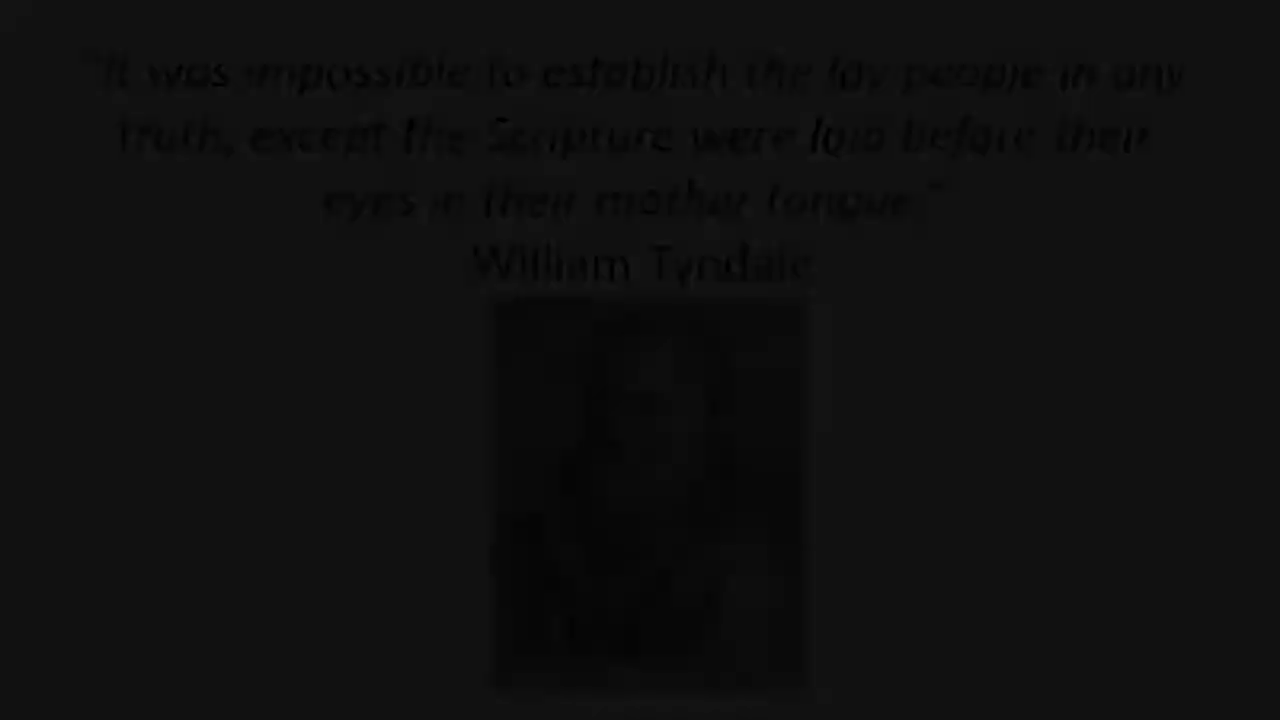 "It was impossible to establish the lay people in any
truth, except the Scripture were laid before their
eyes in their mother tongue."
William Tyndale